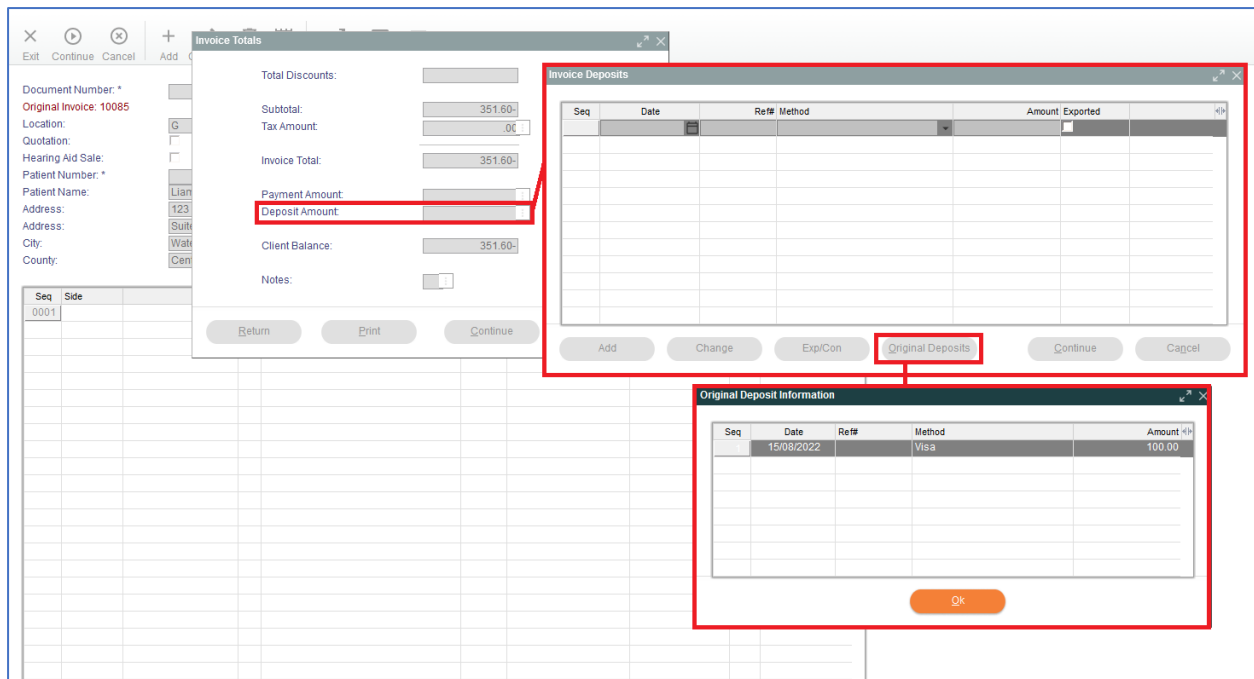 Exit Continue Cancel Add
Invoice Totals
Document Number: *
Original Invoice: 10085
Location: G
Quotation:
Hearing Aid Sale:
Patient Number: *
Patient Name: Liam
Address: 123
Address: Suite
City: Wate
County: Cen
Seq Side
0001
Total Discounts:
Subtotal: 351.60-
Tax Amount: .00
Invoice Total: 351.60-
Payment Amount:
Deposit Amount:
Client Balance: 351.60-
Notes:
Return Print Continue
Invoice Deposits
Seq Date Ref# Method Amount Exported
Add Change Exp/Con Original Deposits Continue Cancel
Original Deposit Information
Seq Date Ref# Method Amount
15/08/2022 Visa 100.00
Ok